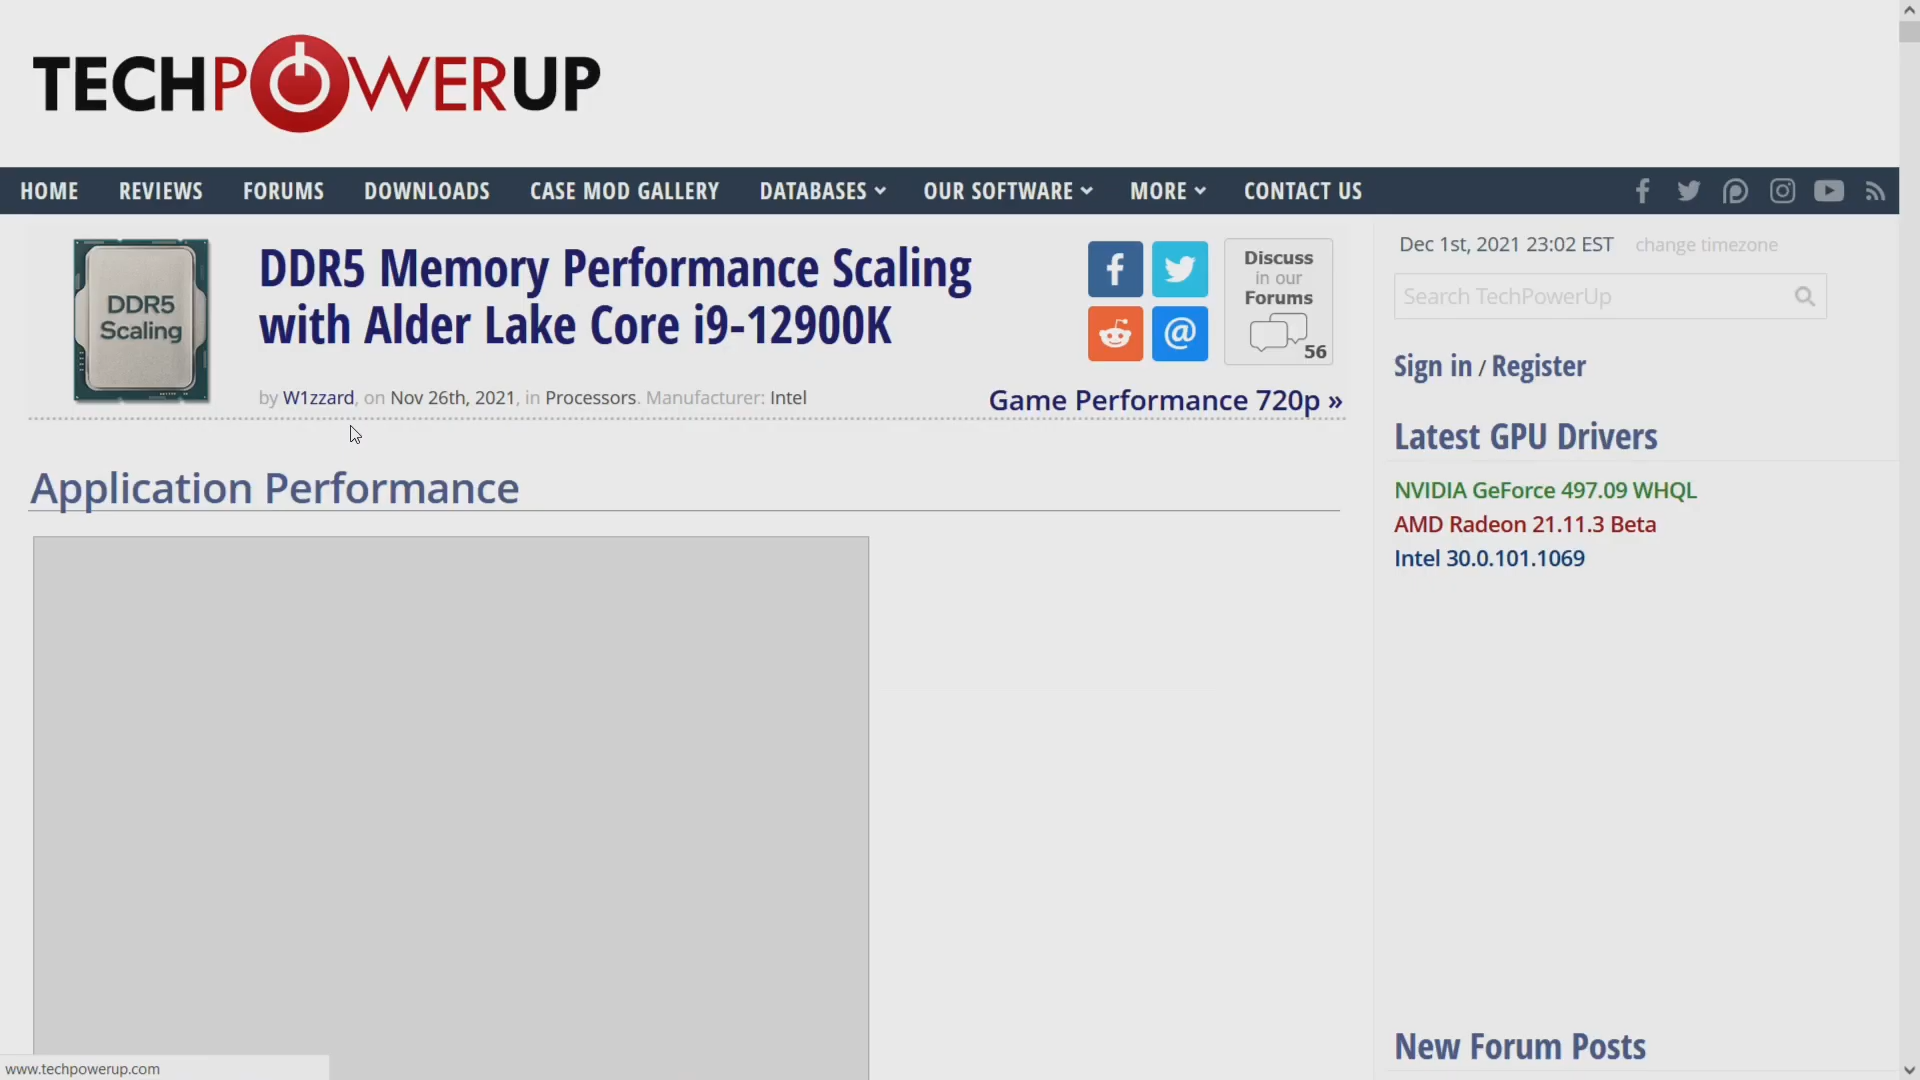 TECHPOWERUP
HOME REVIEWS FORUMS DOWNLOADS CASE MOD GALLERY DATABASES OUR SOFTWARE MORE CONTACT US
DDR5
Scaling
DDR5 Memory Performance Scaling
with Alder Lake Core i9-12900K
by W1zzard, on Nov 26th, 2021, in Processors. Manufacturer: Intel
Discuss
in our
Forums
56
Game Performance 720p »
Dec 1st, 2021 23:02 EST change timezone
Search TechPowerUp
Sign in / Register
Latest GPU Drivers
NVIDIA GeForce 497.09 WHQL
AMD Radeon 21.11.3 Beta
Intel 30.0.101.1069
Application Performance
New Forum Posts
www.techpowerup.com